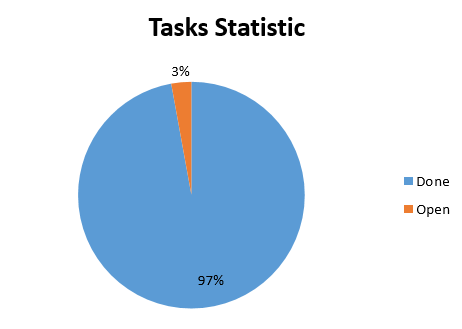 Tasks Statistic
3%
Done
Open
97%